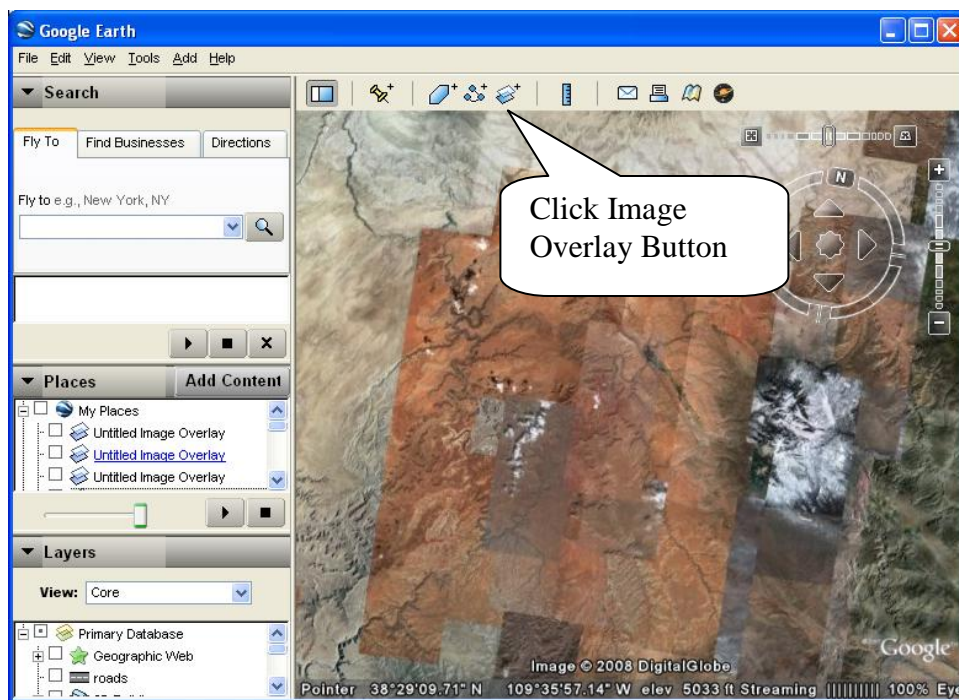 Google Earth
File Edit View Tools Add Help
Search
Fly To Find Businesses Directions
Fly to e.g., New York, NY
Places Add Content
My Places
Untitled Image Overlay
Untitled Image Overlay
Untitled Image Overlay
Layers
View: Core
Primary Database
Geographic Web
roads
Click Image
Overlay Button
N
Google
Image © 2008 DigitalGlobe
Pointer 38°29'09.71" N 109°35'57.14" W elev 5033 ft Streaming 100% Eye